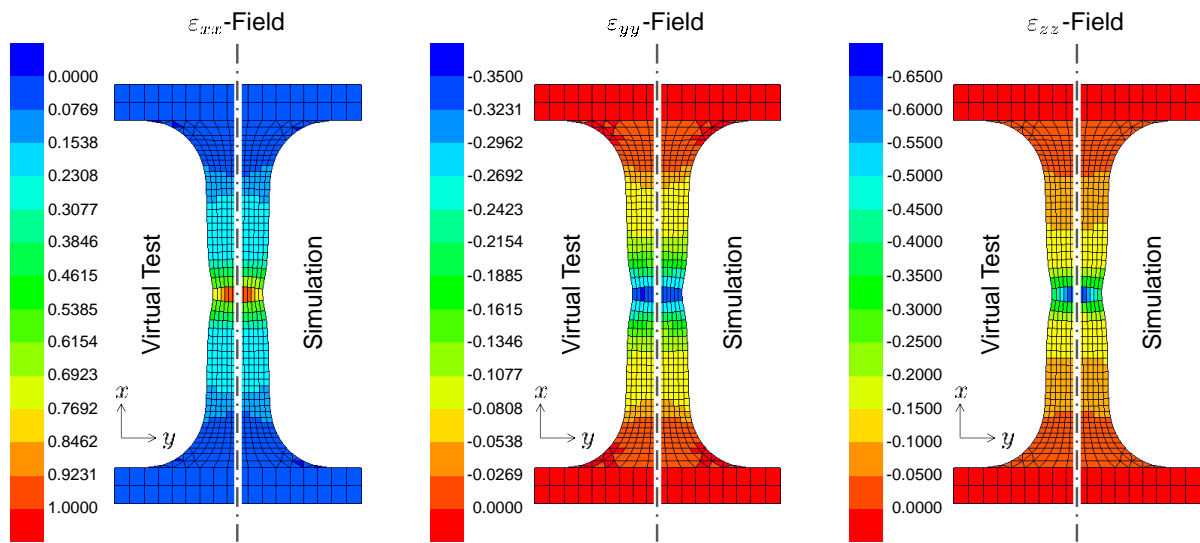 εxx-Field
0.0000
0.0769
0.1538
0.2308
0.3077
0.3846
0.4615
0.5385
0.6154
0.6923
0.7692
0.8462
0.9231
1.0000
Virtual Test
Simulation
x
y
εyy-Field
-0.3500
-0.3231
-0.2962
-0.2692
-0.2423
-0.2154
-0.1885
-0.1615
-0.1346
-0.1077
-0.0808
-0.0538
-0.0269
0.0000
Virtual Test
Simulation
x
y
εzz-Field
-0.6500
-0.6000
-0.5500
-0.5000
-0.4500
-0.4000
-0.3500
-0.3000
-0.2500
-0.2000
-0.1500
-0.1000
-0.0500
0.0000
Virtual Test
Simulation
x
y